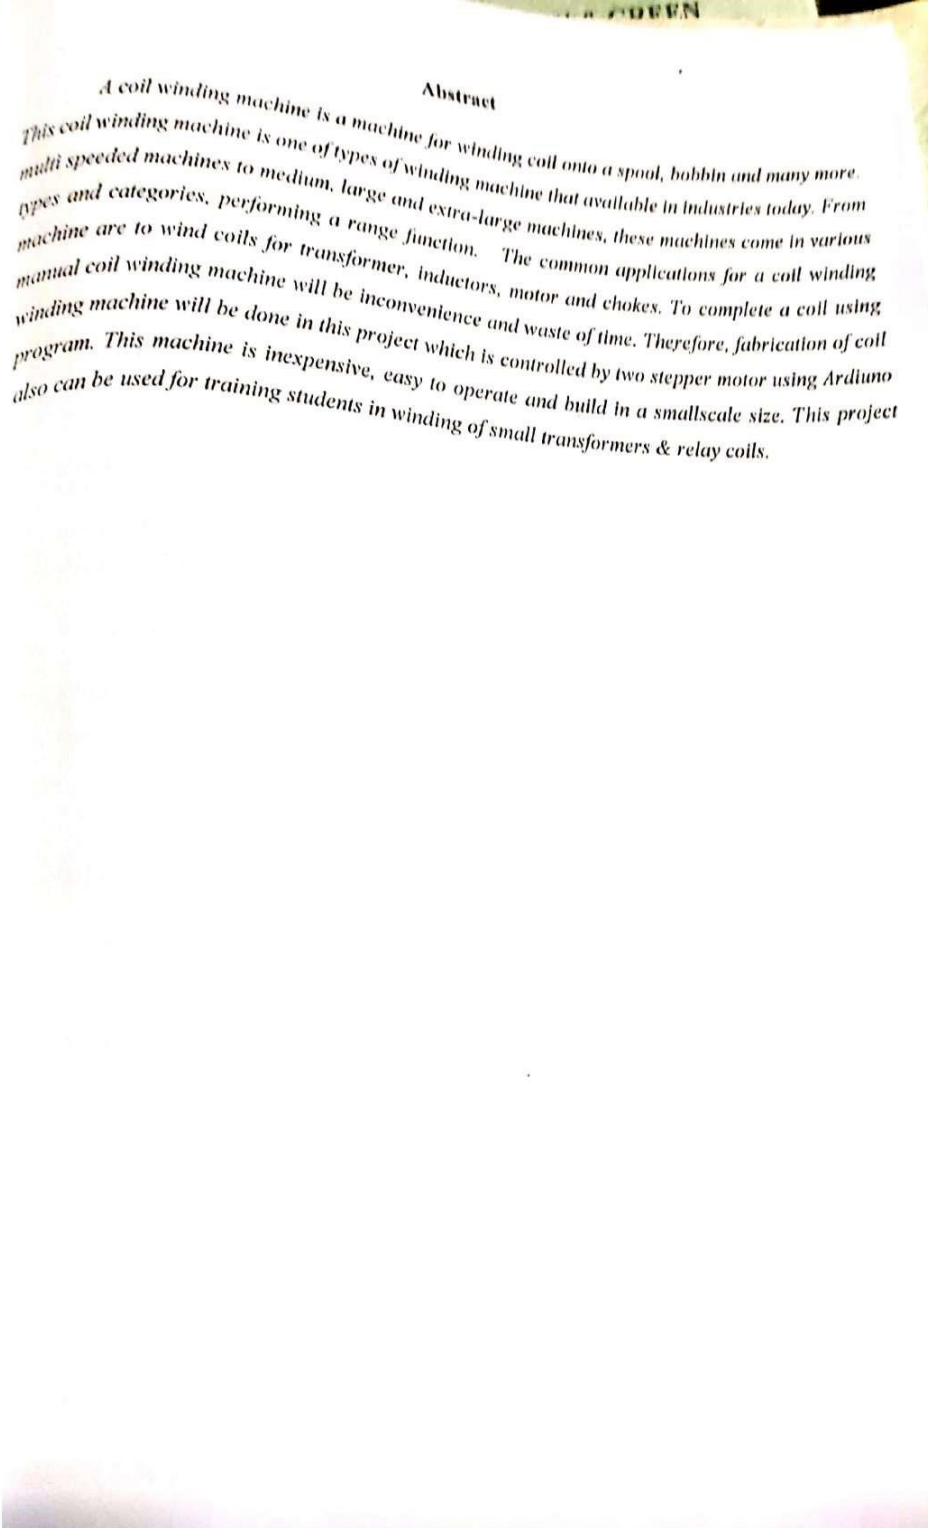 GREEN
Abstract
A coil winding machine is a machine for winding coil onto a spool, bobbin and many more.
This coil winding machine is one of types of winding machine that available in industries today. From
multi speeded machines to medium, large and extra-large machines, these machines come in various
types and categories, performing a range function. The common applications for a coil winding
machine are to wind coils for transformer, inductors, motor and chokes. To complete a coil using
manual coil winding machine will be inconvenience and waste of time. Therefore, fabrication of coil
winding machine will be done in this project which is controlled by two stepper motor using Ardiuno
program. This machine is inexpensive, easy to operate and build in a smallscale size. This project
also can be used for training students in winding of small transformers & relay coils.